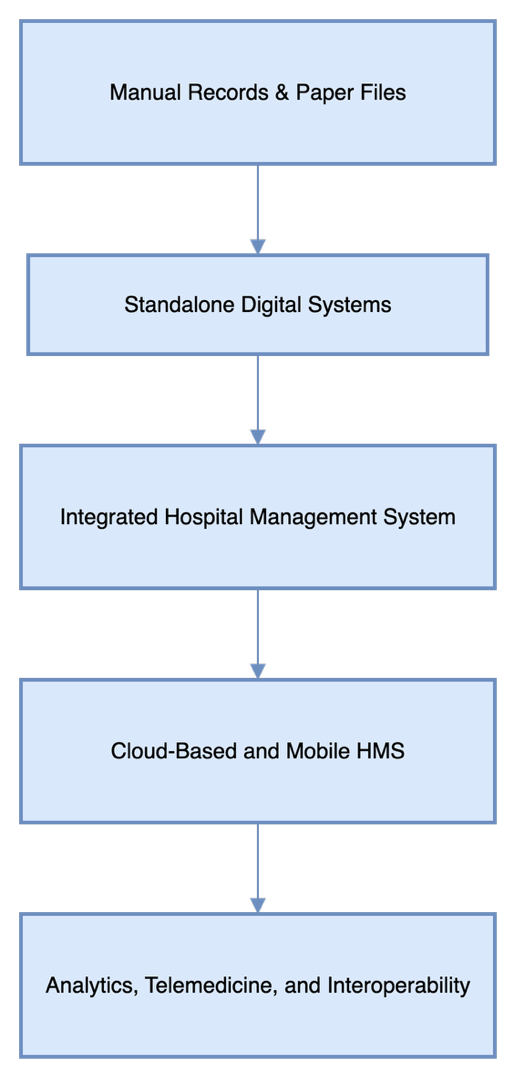 Manual Records & Paper Files
Standalone Digital Systems
Integrated Hospital Management System
Cloud-Based and Mobile HMS
Analytics, Telemedicine, and Interoperability